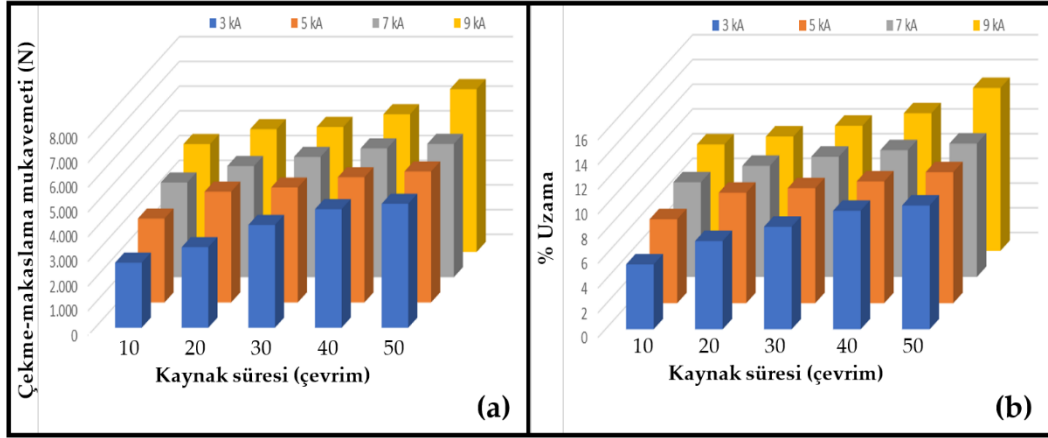 3 kA 5 kA 7 kA 9 kA
Çekme-makaslama mukavemeti (N)
8.000
7.000
6.000
5.000
4.000
3.000
2.000
1.000
0
10 20 30 40 50
Kaynak süresi (çevrim)
(a)
3 kA 5 kA 7 kA 9 kA
% Uzama
16
14
12
10
8
6
4
2
0
10 20 30 40 50
Kaynak süresi (çevrim)
(b)